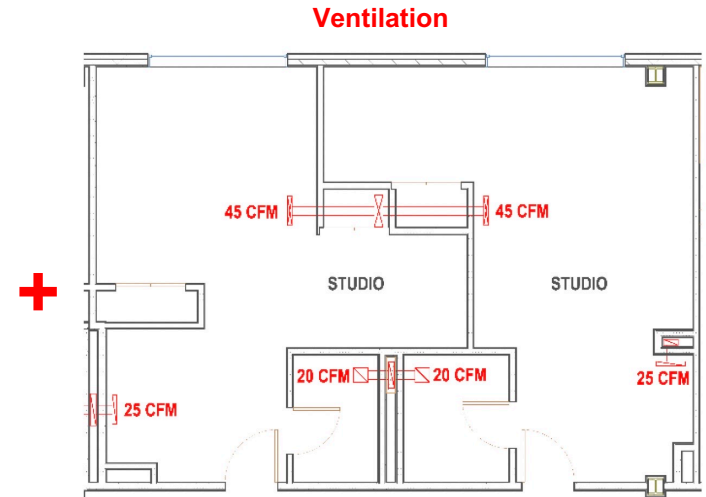 Ventilation
45 CFM
45 CFM
STUDIO
STUDIO
+
20 CFM
20 CFM
25 CFM
25 CFM